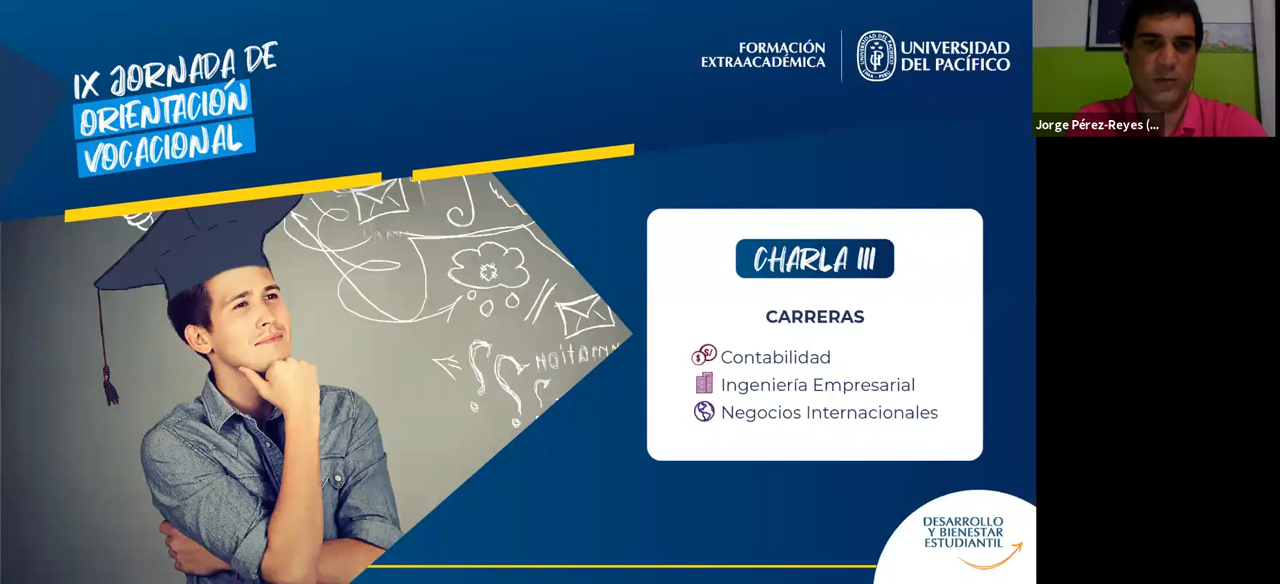 IX JORNADA DE
ORIENTACIÓN
VOCACIONAL
FORMACIÓN
EXTRAACADÉMICA
UNIVERSIDAD
DEL PACÍFICO
Jorge Pérez-Reyes (...
CHARLA III
CARRERAS
Contabilidad
Ingeniería Empresarial
Negocios Internacionales
DESARROLLO
Y BIENESTAR
ESTUDIANTIL